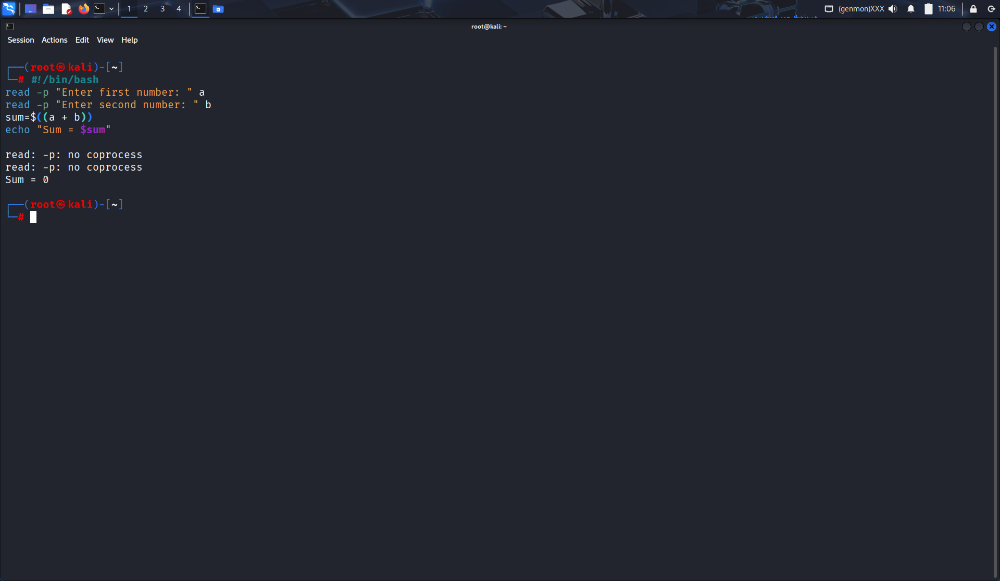 1 2 3 4 (genmon)XXX 11:06
root@kali: ~
Session Actions Edit View Help
┌──(root㉿kali)-[~]
└─# #!/bin/bash
read -p "Enter first number: " a
read -p "Enter second number: " b
sum=$((a + b))
echo "Sum = $sum"
read: -p: no coprocess
read: -p: no coprocess
Sum = 0
┌──(root㉿kali)-[~]
└─#